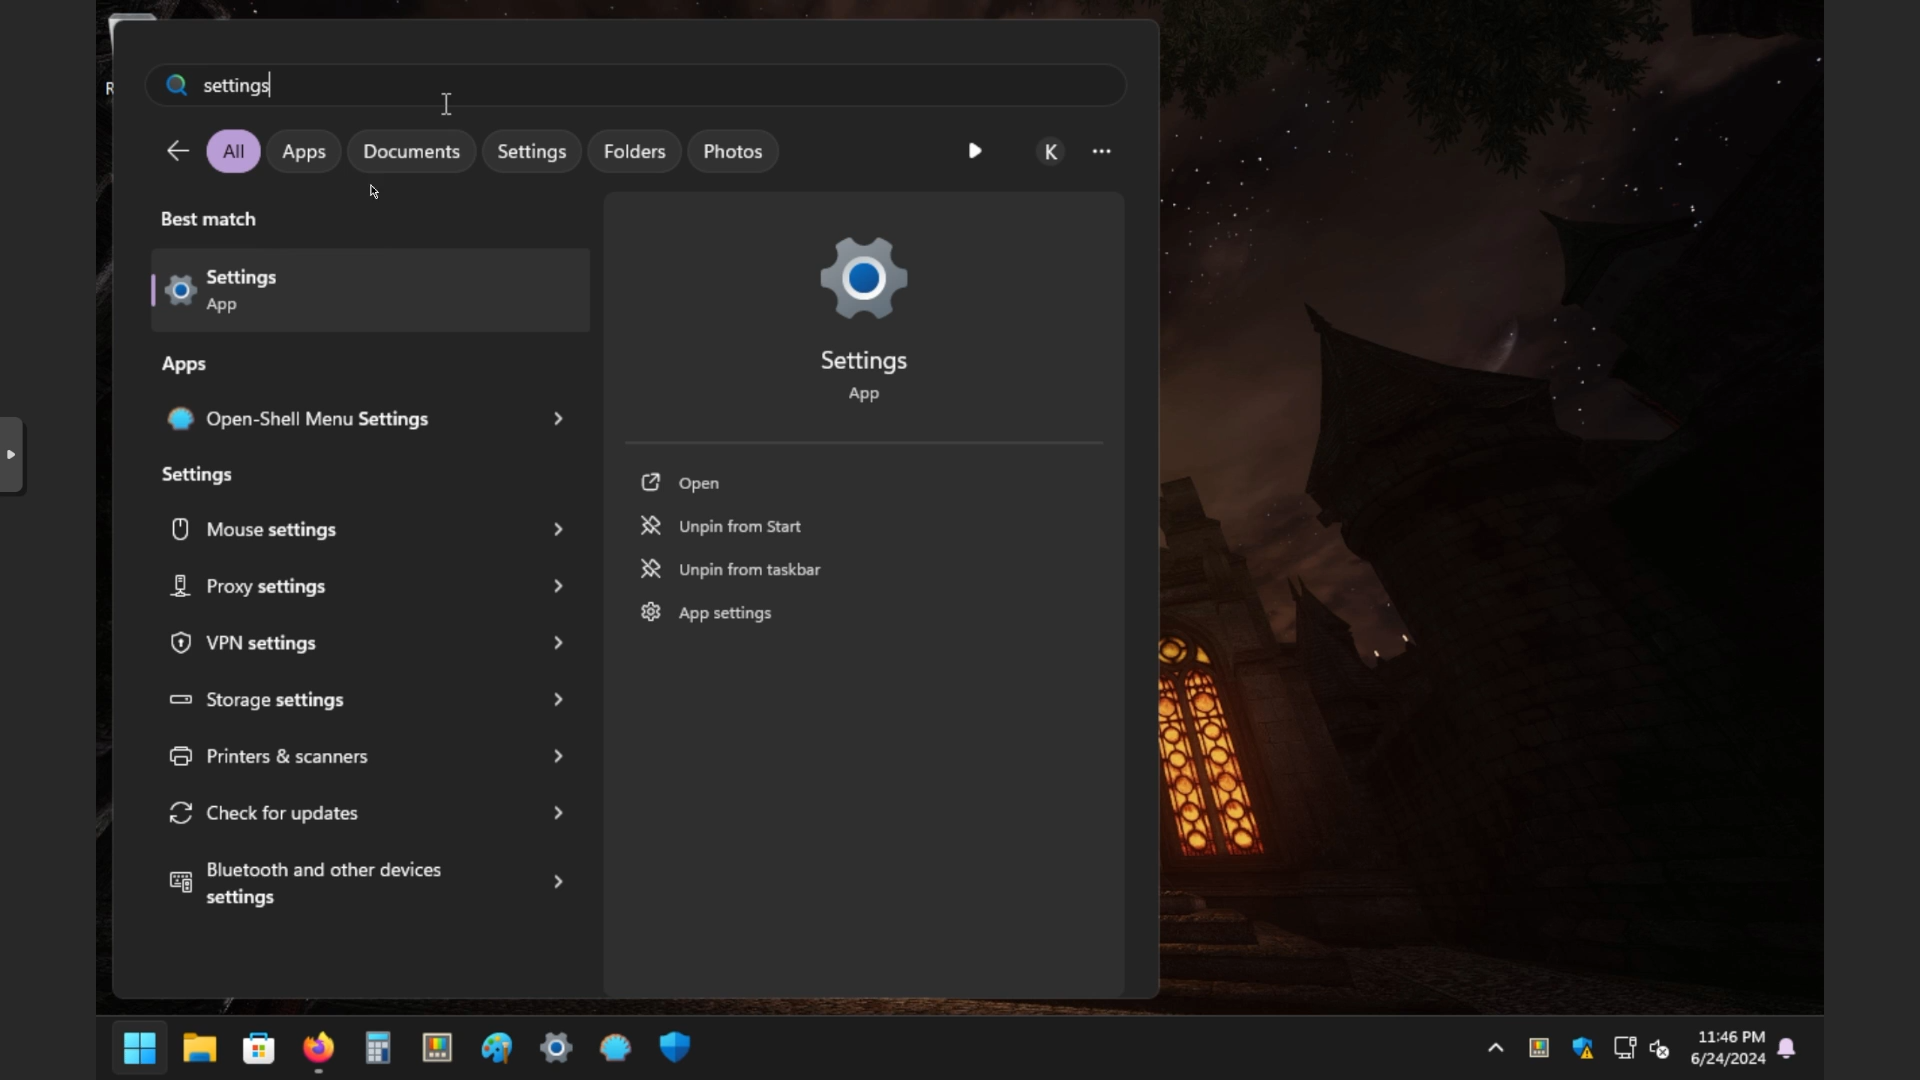 R
settings
All
Apps
Documents
Settings
Folders
Photos
K
Best match
Settings
App
Apps
Open-Shell Menu Settings
Settings
Mouse settings
Proxy settings
VPN settings
Storage settings
Printers & scanners
Check for updates
Bluetooth and other devices
settings
Settings
App
Open
Unpin from Start
Unpin from taskbar
App settings
11:46 PM
6/24/2024